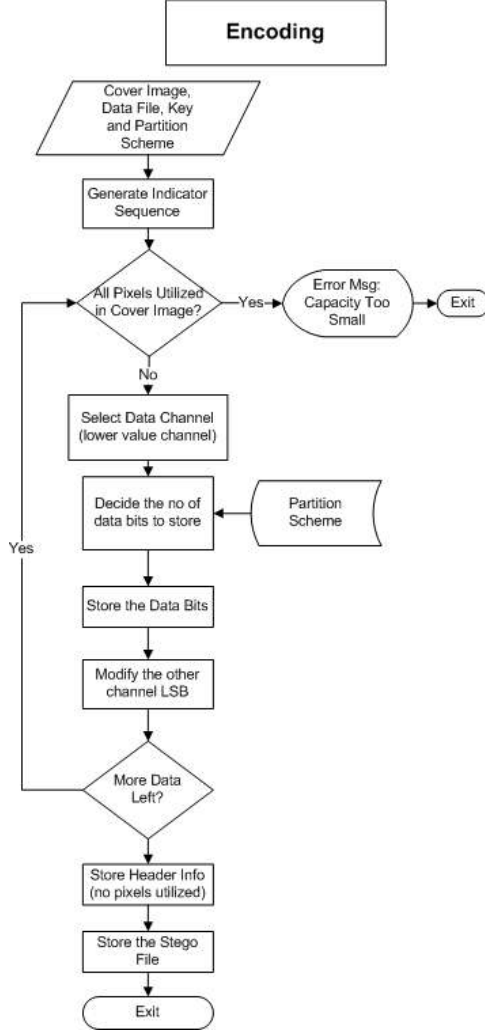 Encoding
Cover Image,
Data File, Key
and Partition
Scheme
Generate Indicator
Sequence
All Pixels Utilized
in Cover Image?
Yes
Error Msg:
Capacity Too
Small
Exit
No
Select Data Channel
(lower value channel)
Decide the no of
data bits to store
Partition
Scheme
Yes
Store the Data Bits
Modify the other
channel LSB
More Data
Left?
Store Header Info
(no pixels utilized)
Store the Stego
File
Exit